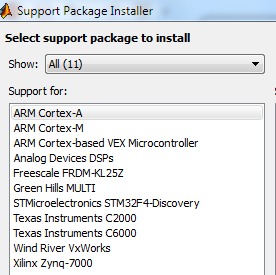 Support Package Installer
Select support package to install
Show: All (11)
Support for:
ARM Cortex-A
ARM Cortex-M
ARM Cortex-based VEX Microcontroller
Analog Devices DSPs
Freescale FRDM-KL25Z
Green Hills MULTI
STMicroelectronics STM32F4-Discovery
Texas Instruments C2000
Texas Instruments C6000
Wind River VxWorks
Xilinx Zynq-7000